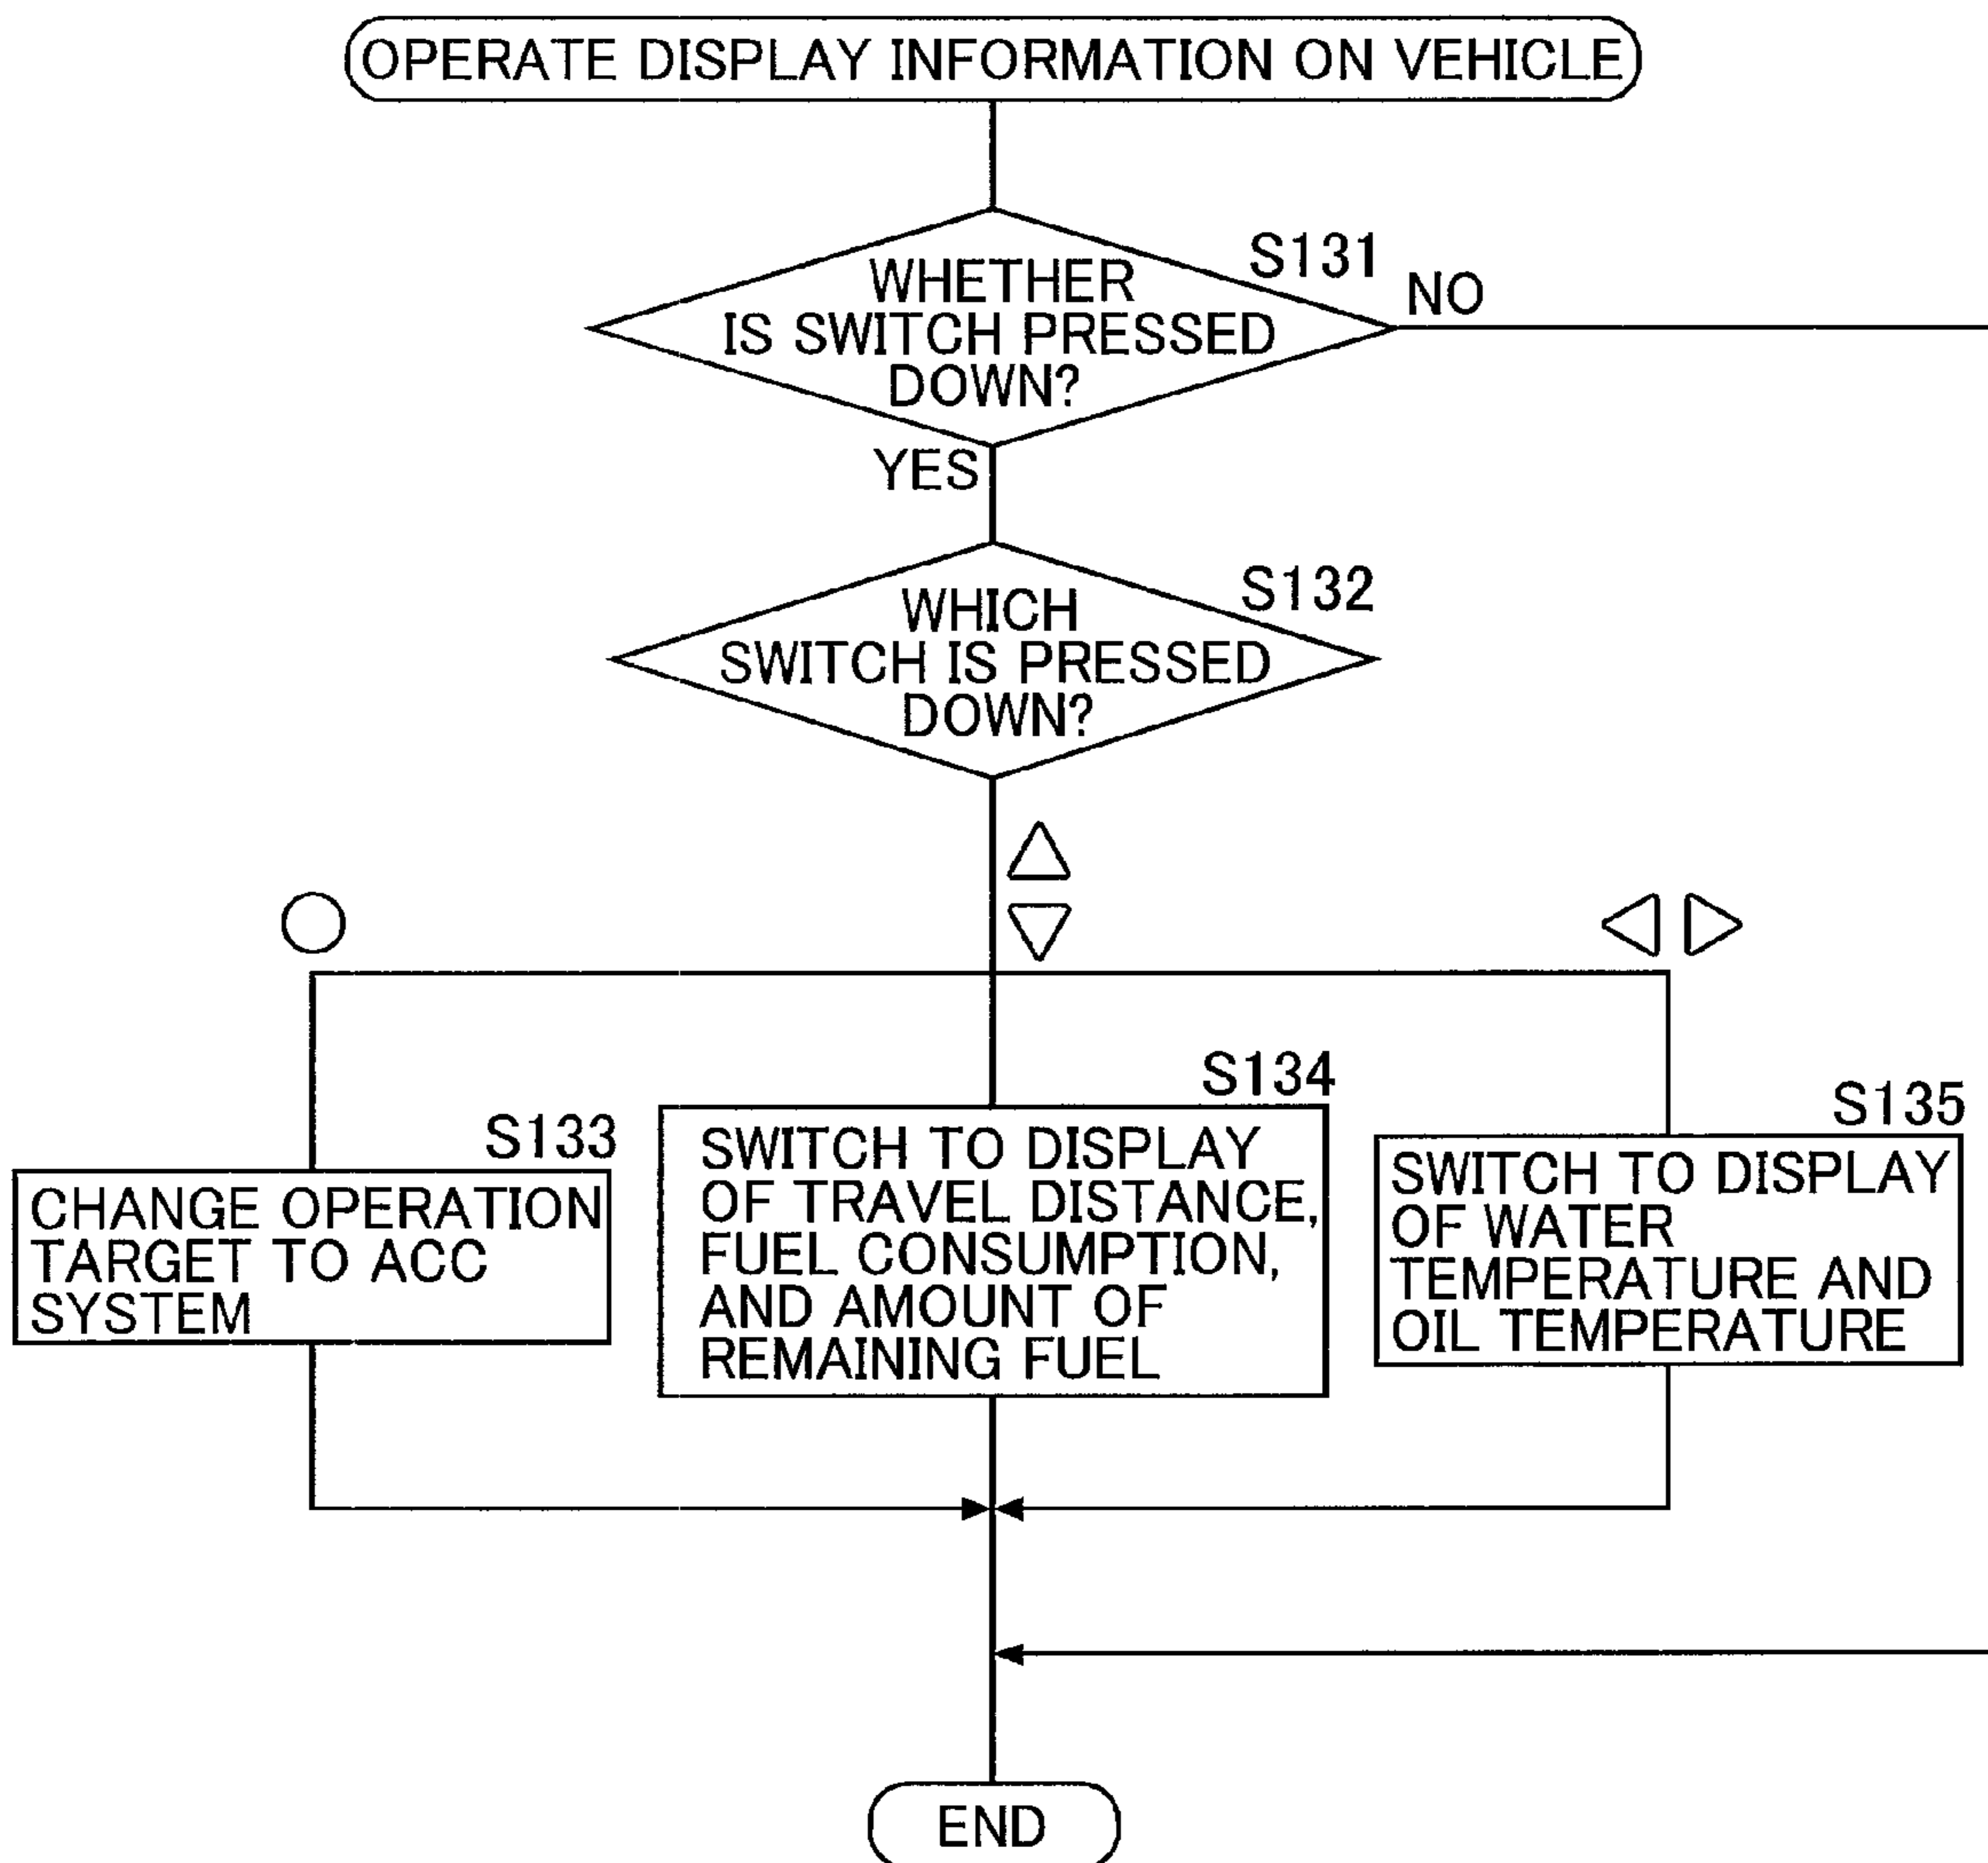 OPERATE DISPLAY INFORMATION ON VEHICLE
S131
WHETHER
IS SWITCH PRESSED
DOWN?
NO
YES
S132
WHICH
SWITCH IS PRESSED
DOWN?
S133
CHANGE OPERATION
TARGET TO ACC
SYSTEM
S134
SWITCH TO DISPLAY
OF TRAVEL DISTANCE,
FUEL CONSUMPTION,
AND AMOUNT OF
REMAINING FUEL
S135
SWITCH TO DISPLAY
OF WATER
TEMPERATURE AND
OIL TEMPERATURE
END